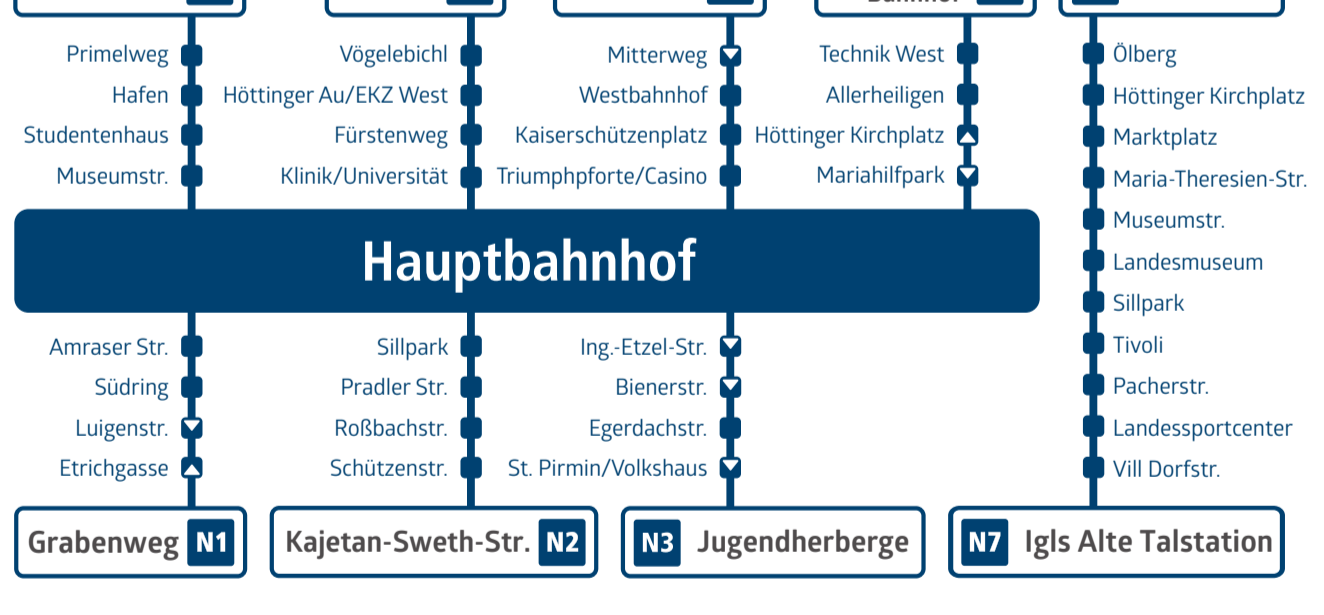 Primelweg
Hafen
Studentenhaus
Museumstr.
Vögelebichl
Höttinger Au/EKZ West
Fürstenweg
Klinik/Universität
Mitterweg
Westbahnhof
Kaiserschützenplatz
Triumphpforte/Casino
Technik West
Allerheiligen
Höttinger Kirchplatz
Mariahilfpark
Hauptbahnhof
Amraser Str.
Südring
Luigenstr.
Etrichgasse
Grabenweg N1
Sillpark
Pradler Str.
Roßbachstr.
Schützenstr.
Kajetan-Sweth-Str. N2
Ing.-Etzel-Str.
Bienerstr.
Egerdachstr.
St. Pirmin/Volkshaus
N3 Jugendherberge
Ölberg
Höttinger Kirchplatz
Marktplatz
Maria-Theresien-Str.
Museumstr.
Landesmuseum
Sillpark
Tivoli
Pacherstr.
Landessportcenter
Vill Dorfstr.
N7 Igls Alte Talstation